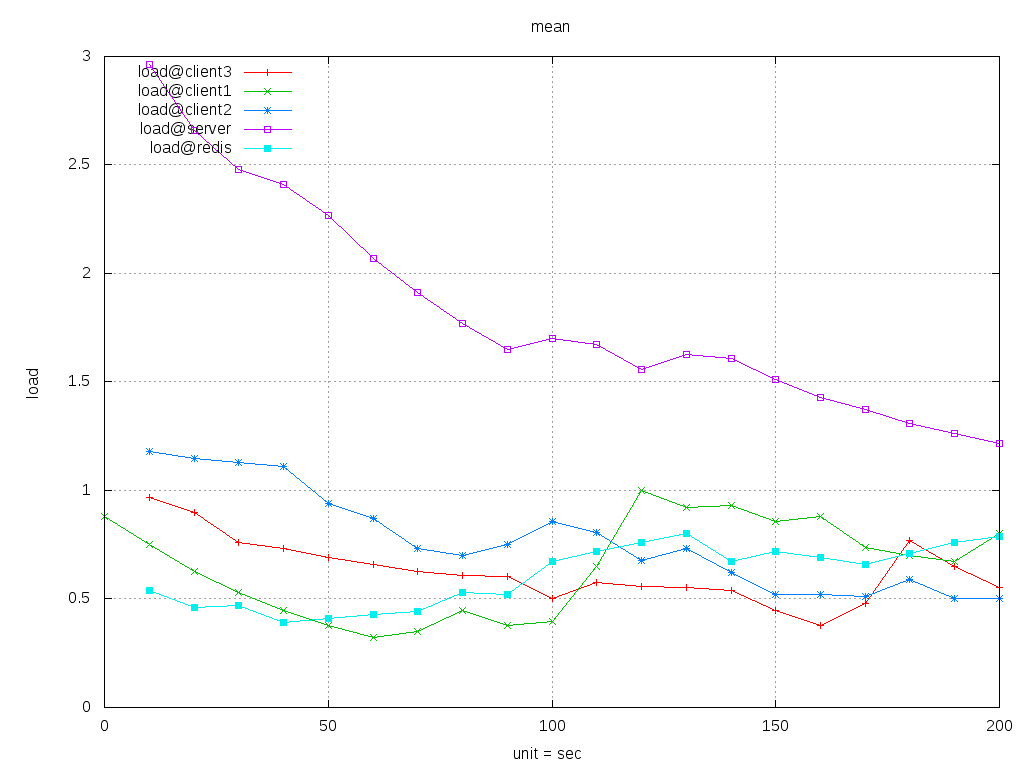 mean
3
load@client3
load@client1
load@client2
load@server
load@redis
2.5
2
1.5
load
1
0.5
0
0 50 100 150 200
unit = sec